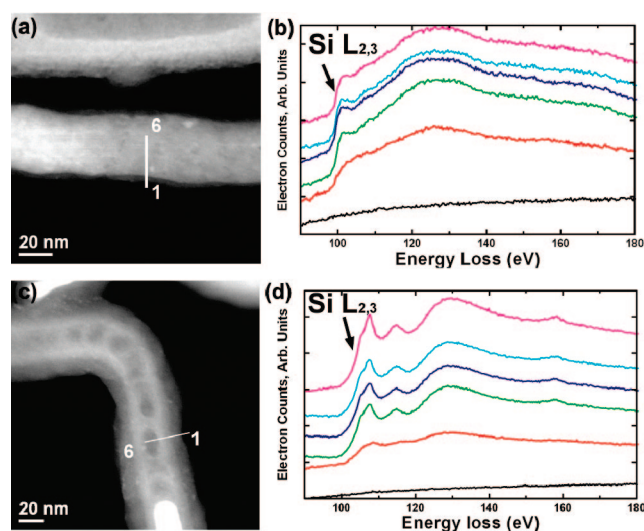 (a)
6
1
20 nm
(b)
Si L2,3
Electron Counts, Arb. Units
100 120 140 160 180
Energy Loss (eV)
(c)
6
1
20 nm
(d)
Si L2,3
Electron Counts, Arb. Units
100 120 140 160 180
Energy loss (eV)